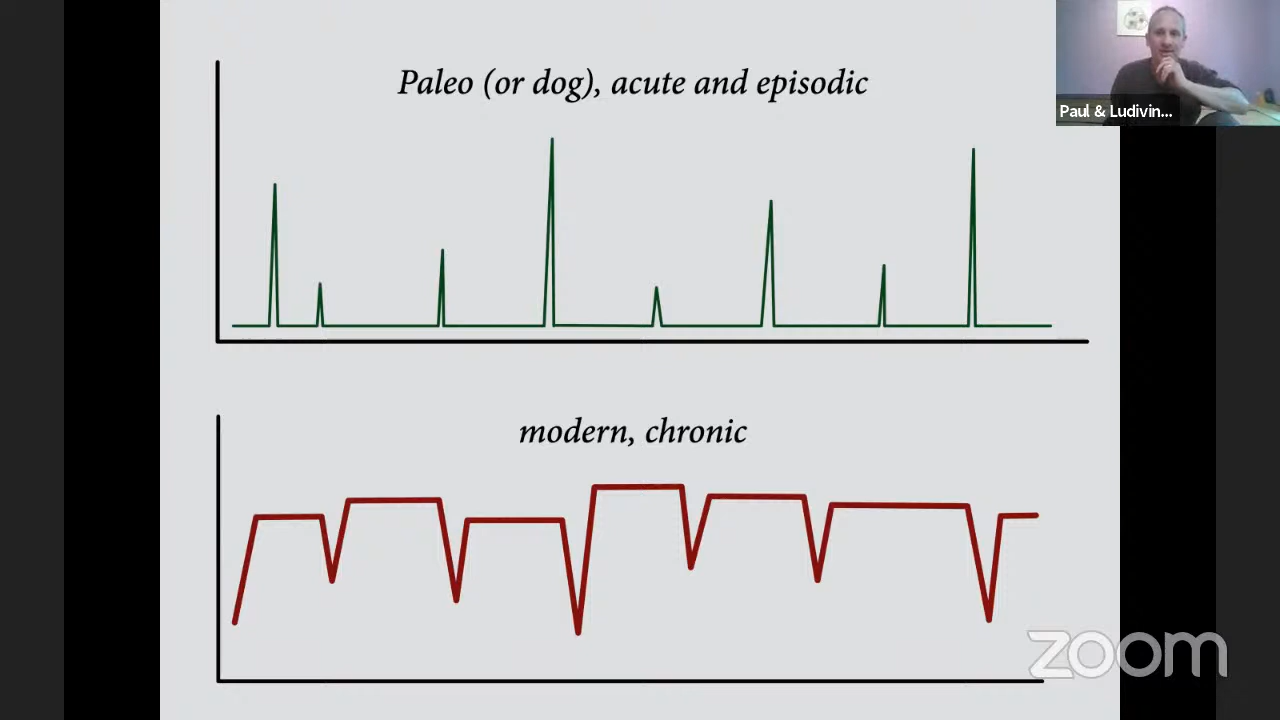 Paleo (or dog), acute and episodic
Paul & Ludivin...
modern, chronic
zoom